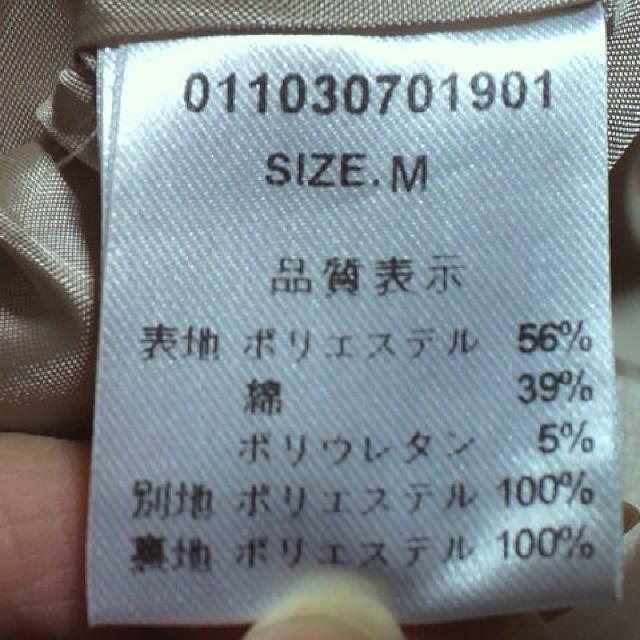 011030701901
SIZE.M
品質表示
表地 ポリエステル 56%
綿 39%
ポリウレタン 5%
別地 ポリエステル 100%
裏地 ポリエステル 100%